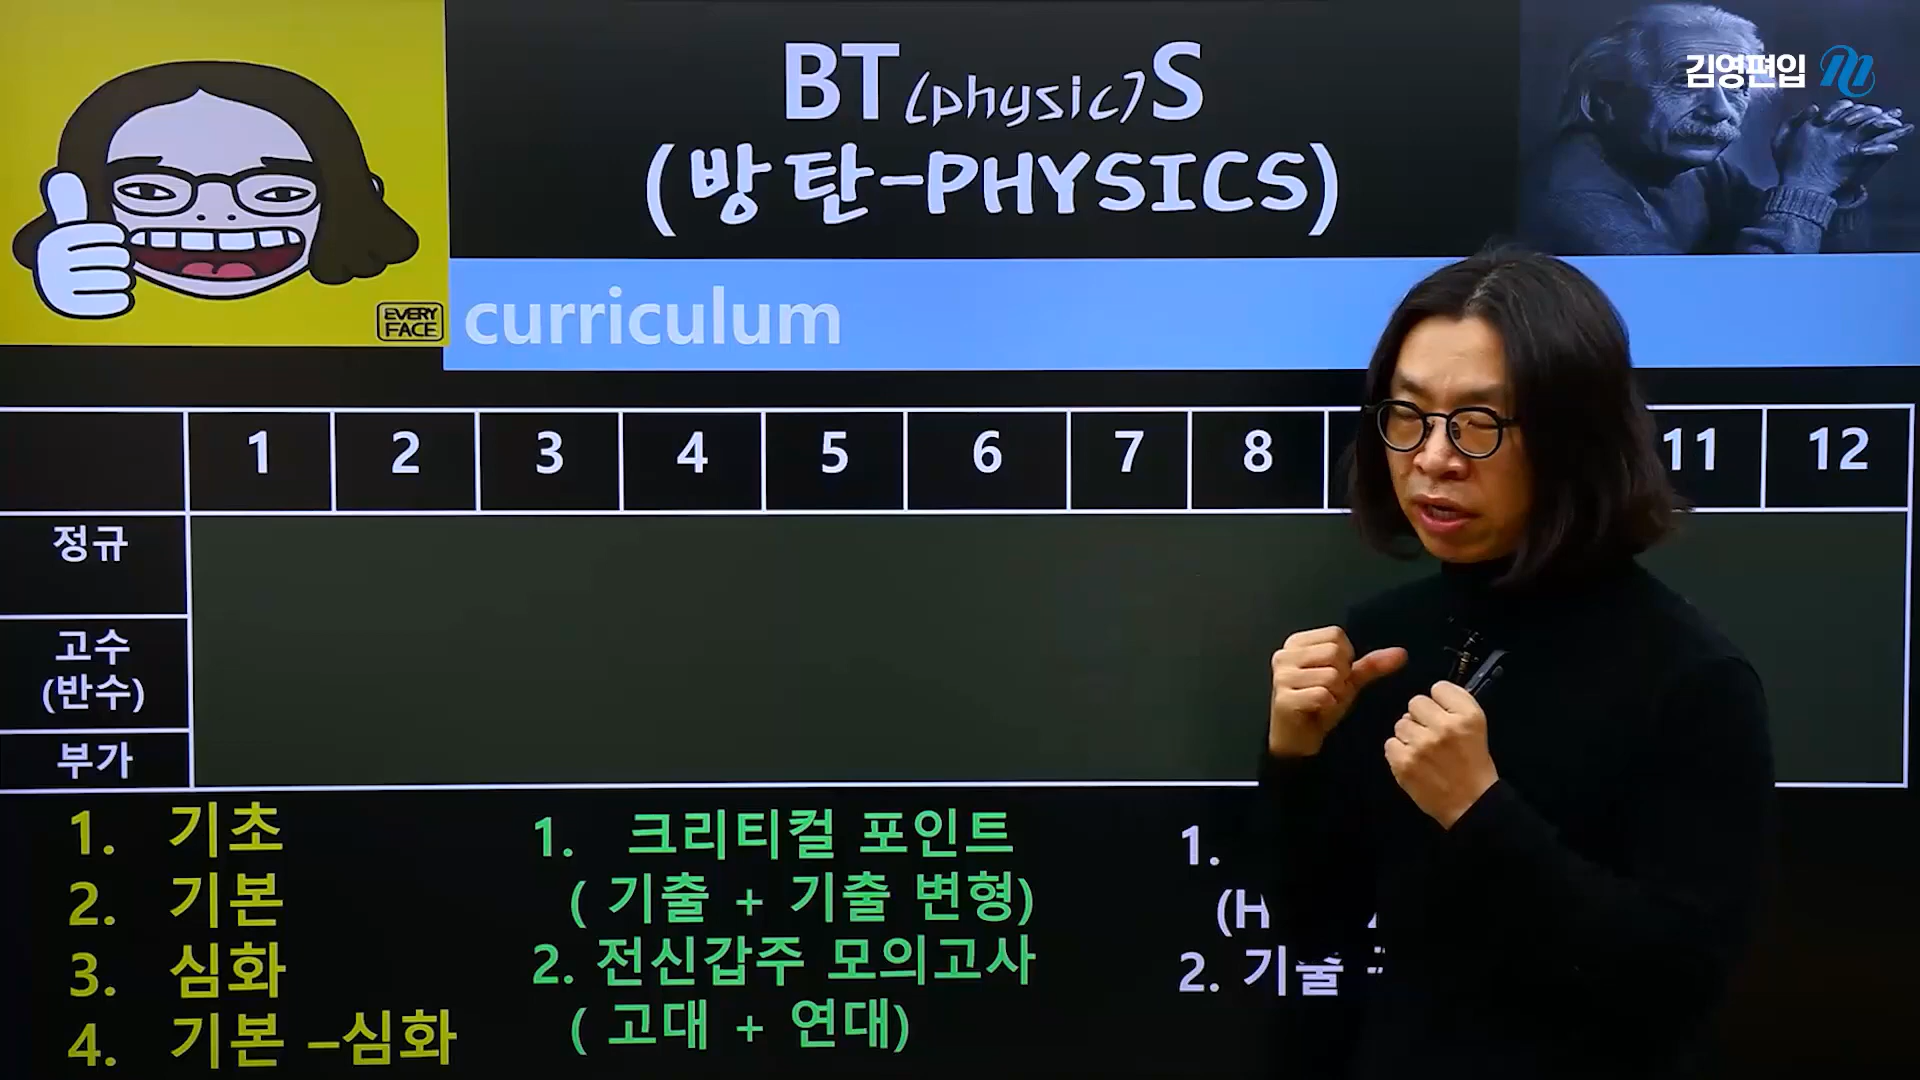 BT(physic)S
(방탄-PHYSICS)
김영편입
EVERY
FACE
curriculum
1 2 3 4 5 6 7 8 11 12
정규
고수
(반수)
부가
1. 기초
2. 기본
3. 심화
4. 기본 –심화
1. 크리티컬 포인트
( 기출 + 기출 변형)
2. 전신갑주 모의고사
( 고대 + 연대)
1.
(H
2. 기출